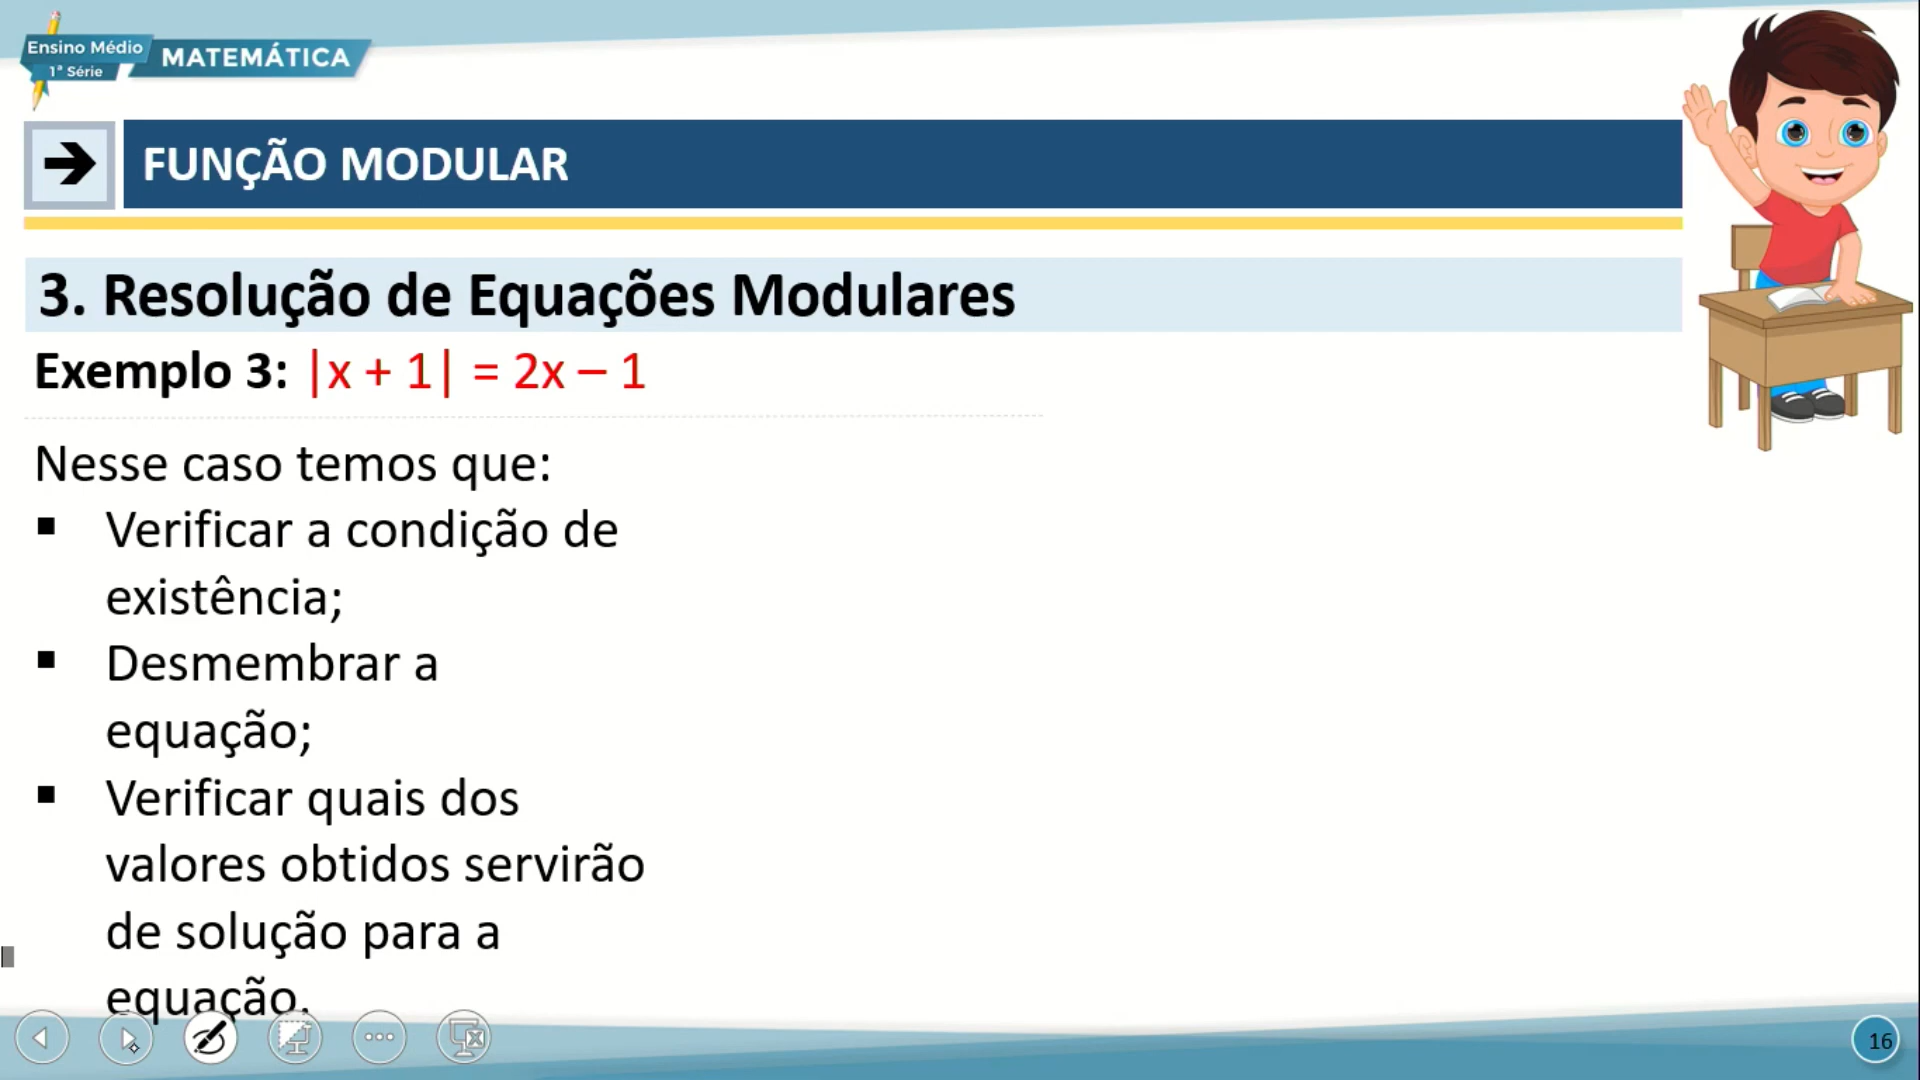 Ensino Médio
1ª Série
MATEMÁTICA
FUNÇÃO MODULAR
3. Resolução de Equações Modulares
Exemplo 3: |x + 1| = 2x – 1
Nesse caso temos que:
▪ Verificar a condição de
existência;
▪ Desmembrar a
equação;
▪ Verificar quais dos
valores obtidos servirão
de solução para a
equação.
16